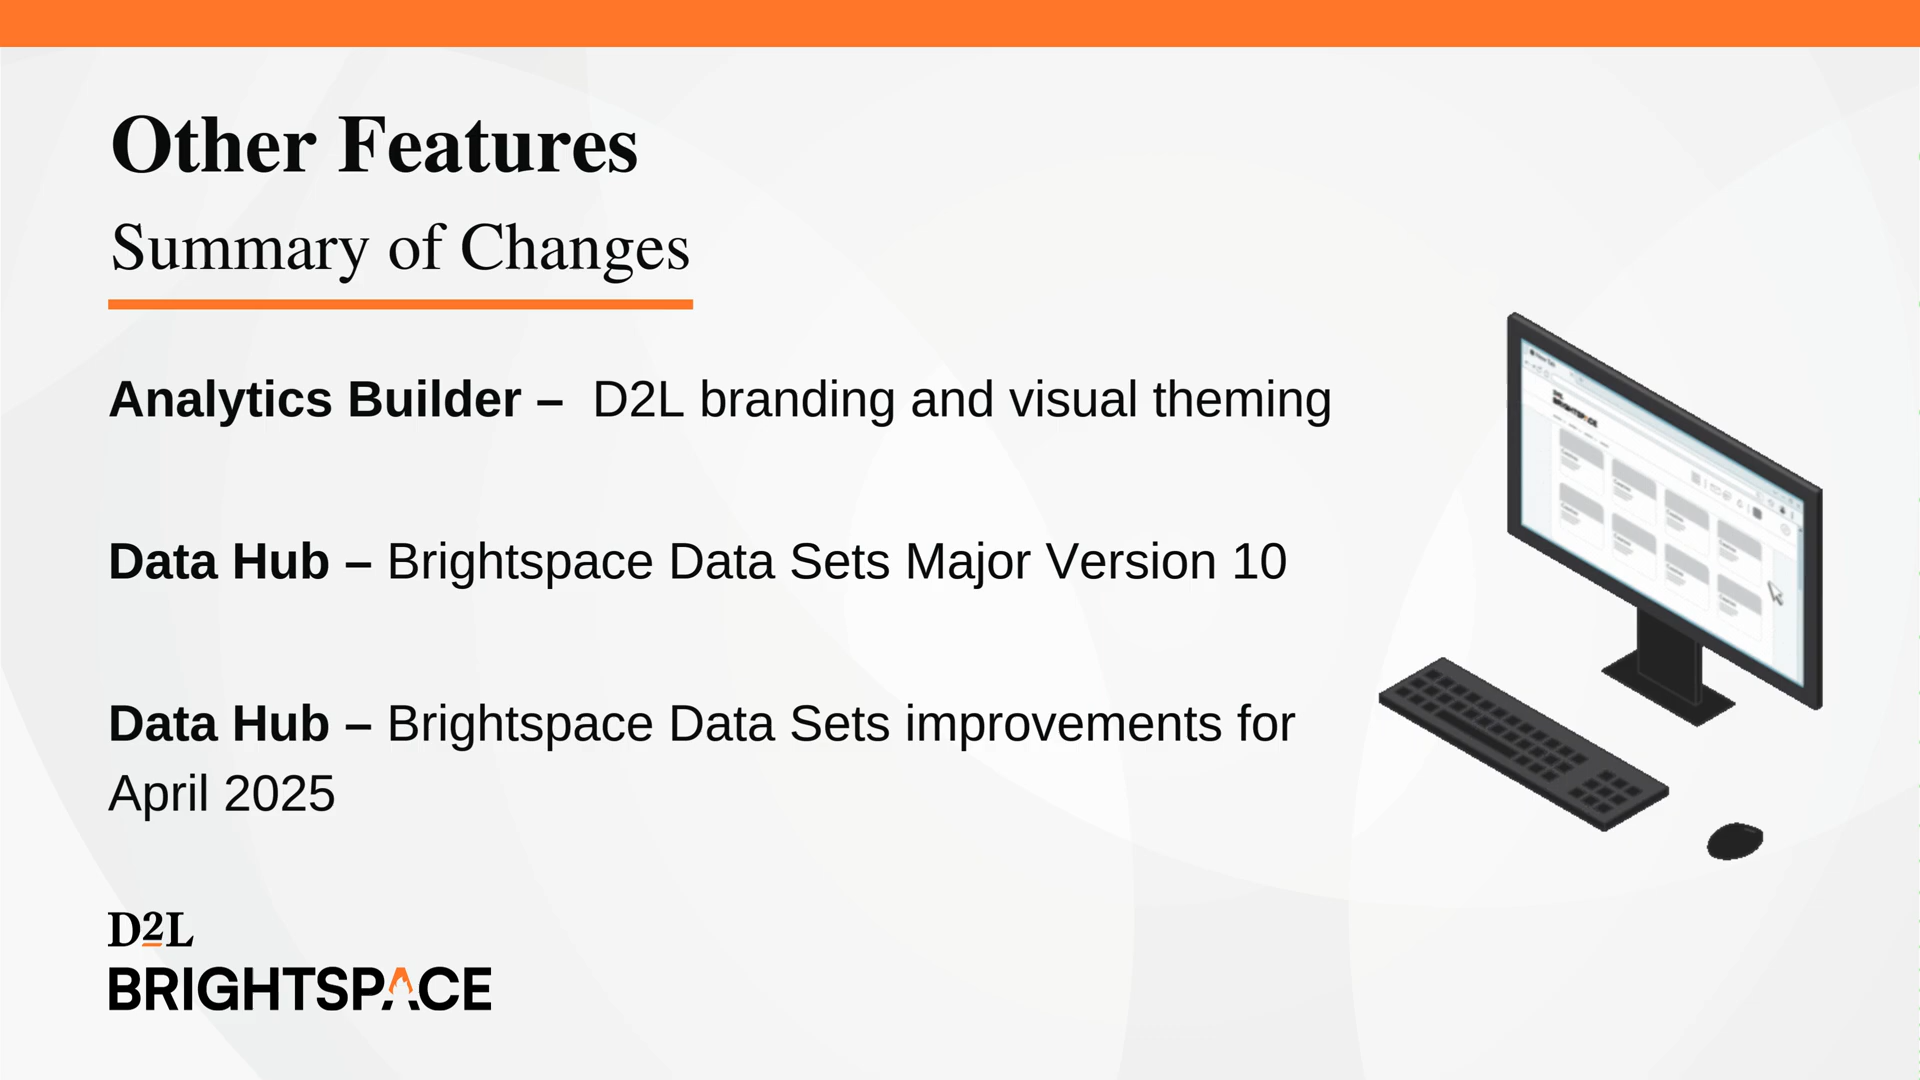 Other Features
Summary of Changes
Analytics Builder – D2L branding and visual theming
Data Hub – Brightspace Data Sets Major Version 10
Data Hub – Brightspace Data Sets improvements for
April 2025
D2L
BRIGHTSPACE